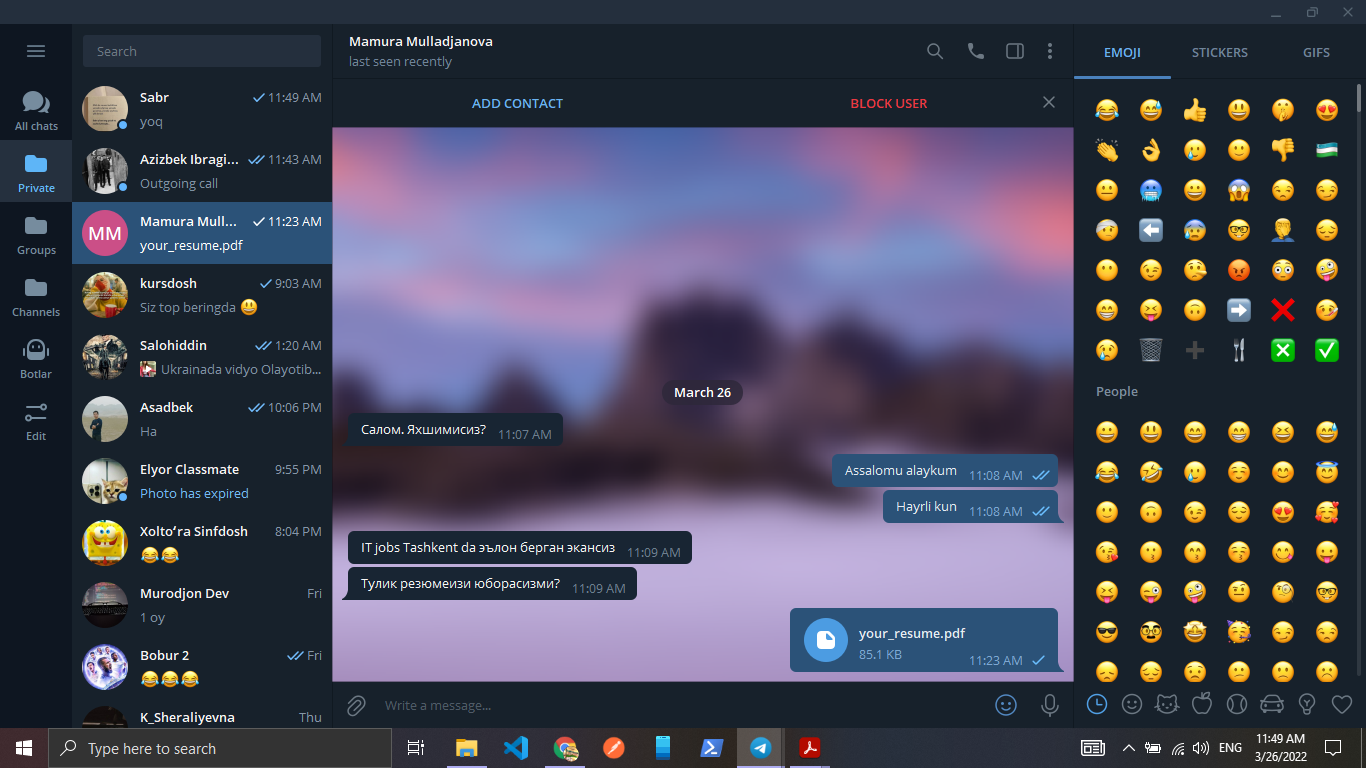 Search
All chats
Private
Groups
Channels
Botlar
Edit
Sabr 11:49 AM
yoq
Azizbek Ibragi... 11:43 AM
Outgoing call
MM
Mamura Mull... 11:23 AM
your_resume.pdf
kursdosh 9:03 AM
Siz top beringda 😃
Salohiddin 1:20 AM
Ukrainada vidyo Olayotib...
Asadbek 10:06 PM
Ha
Elyor Classmate 9:55 PM
Photo has expired
Xoltoʻra Sinfdosh 8:04 PM
😂😂
Murodjon Dev Fri
1 oy
Bobur 2 Fri
😂😂😂
K_Sheraliyevna Thu
Mamura Mulladjanova
last seen recently
ADD CONTACT BLOCK USER
March 26
Салом. Яхшимисиз? 11:07 AM
Assalomu alaykum 11:08 AM
Hayrli kun 11:08 AM
IT jobs Tashkent da эълон берган экансиз 11:09 AM
Тулик резюмеизи юборасизми? 11:09 AM
your_resume.pdf
85.1 KB 11:23 AM
Write a message...
EMOJI STICKERS GIFS
People
Type here to search
ENG
11:49 AM
3/26/2022